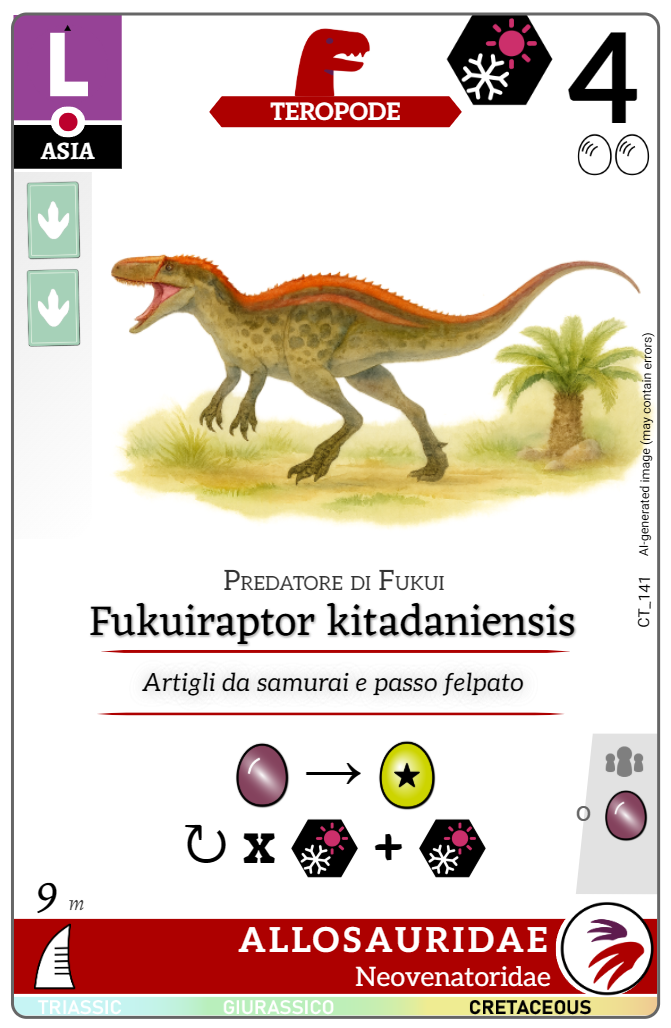 L
ASIA
TEROPODE
4
AI-generated image (may contain errors)
CT_141
Predatore di Fukui
Fukuiraptor kitadaniensis
Artigli da samurai e passo felpato
→
↻ x +
o
9 m
ALLOSAURIDAE
Neovenatoridae
TRIASSIC GIURASSICO CRETACEOUS